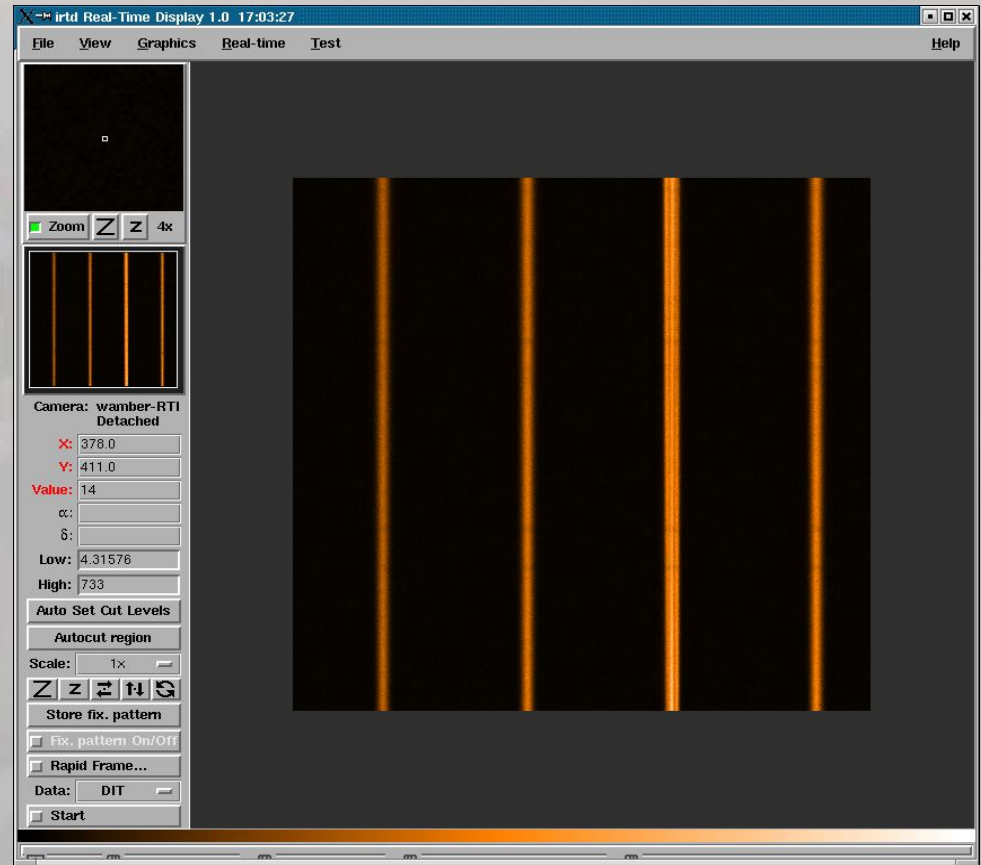 irtd Real-Time Display 1.0 17:03:27
File View Graphics Real-time Test Help
Zoom Z z 4x
Camera: wamber-RTI
Detached
X: 378.0
Y: 411.0
Value: 14
α:
δ:
Low: 4.31576
High: 733
Auto Set Cut Levels
Autocut region
Scale: 1x
Z z
Store fix. pattern
Fix. pattern On/Off
Rapid Frame...
Data: DIT
Start